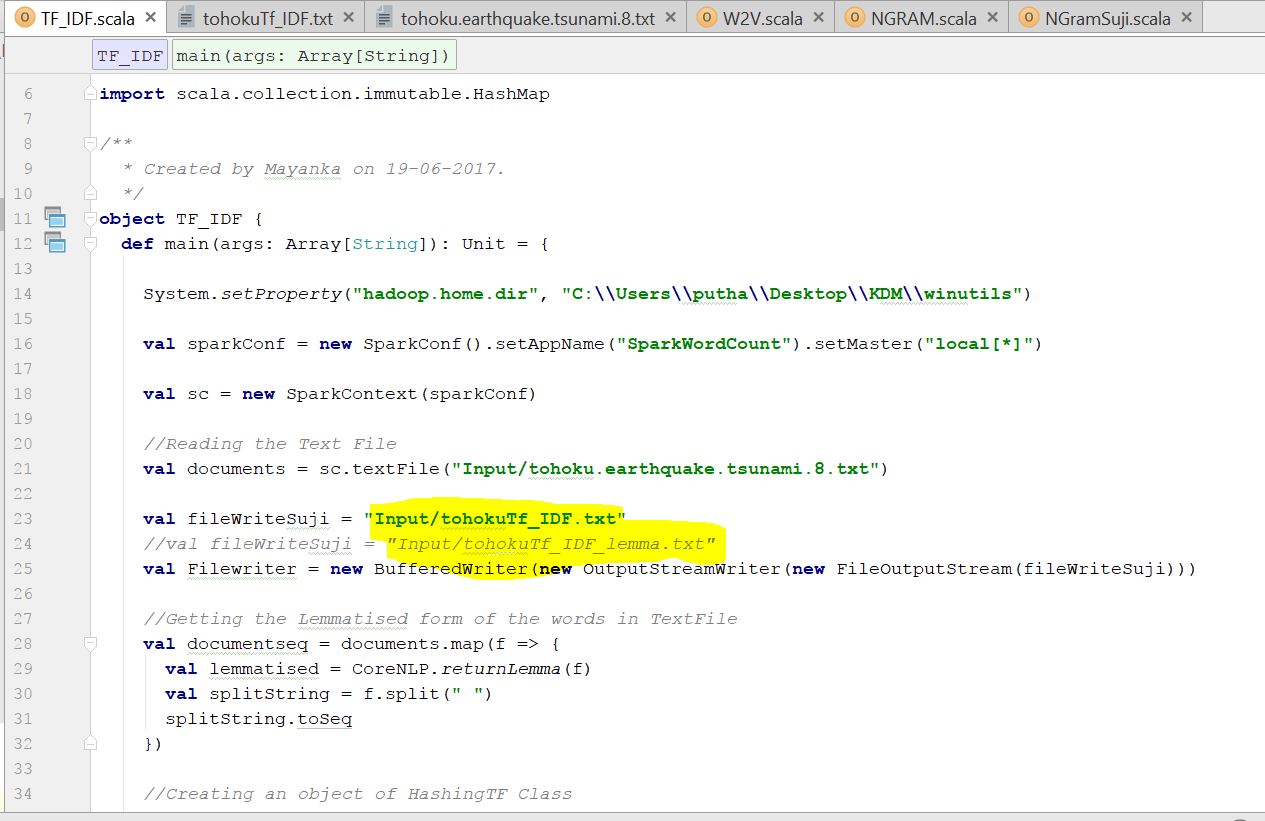 TF_IDF.scala tohokuTf_IDF.txt tohoku.earthquake.tsunami.8.txt W2V.scala NGRAM.scala NGramSuji.scala
TF_IDF main(args: Array[String])
6 import scala.collection.immutable.HashMap
7
8 /**
9 * Created by Mayanka on 19-06-2017.
10 */
11 object TF_IDF {
12 def main(args: Array[String]): Unit = {
13
14 System.setProperty("hadoop.home.dir", "C:\\Users\\putha\\Desktop\\KDM\\winutils")
15
16 val sparkConf = new SparkConf().setAppName("SparkWordCount").setMaster("local[*]")
17
18 val sc = new SparkContext(sparkConf)
19
20 //Reading the Text File
21 val documents = sc.textFile("Input/tohoku.earthquake.tsunami.8.txt")
22
23 val fileWriteSuji = "Input/tohokuTf_IDF.txt"
24 //val fileWriteSuji = "Input/tohokuTf_IDF_lemma.txt"
25 val Filewriter = new BufferedWriter(new OutputStreamWriter(new FileOutputStream(fileWriteSuji)))
26
27 //Getting the Lemmatised form of the words in TextFile
28 val documentseq = documents.map(f => {
29 val lemmatised = CoreNLP.returnLemma(f)
30 val splitString = f.split(" ")
31 splitString.toSeq
32 })
33
34 //Creating an object of HashingTF Class